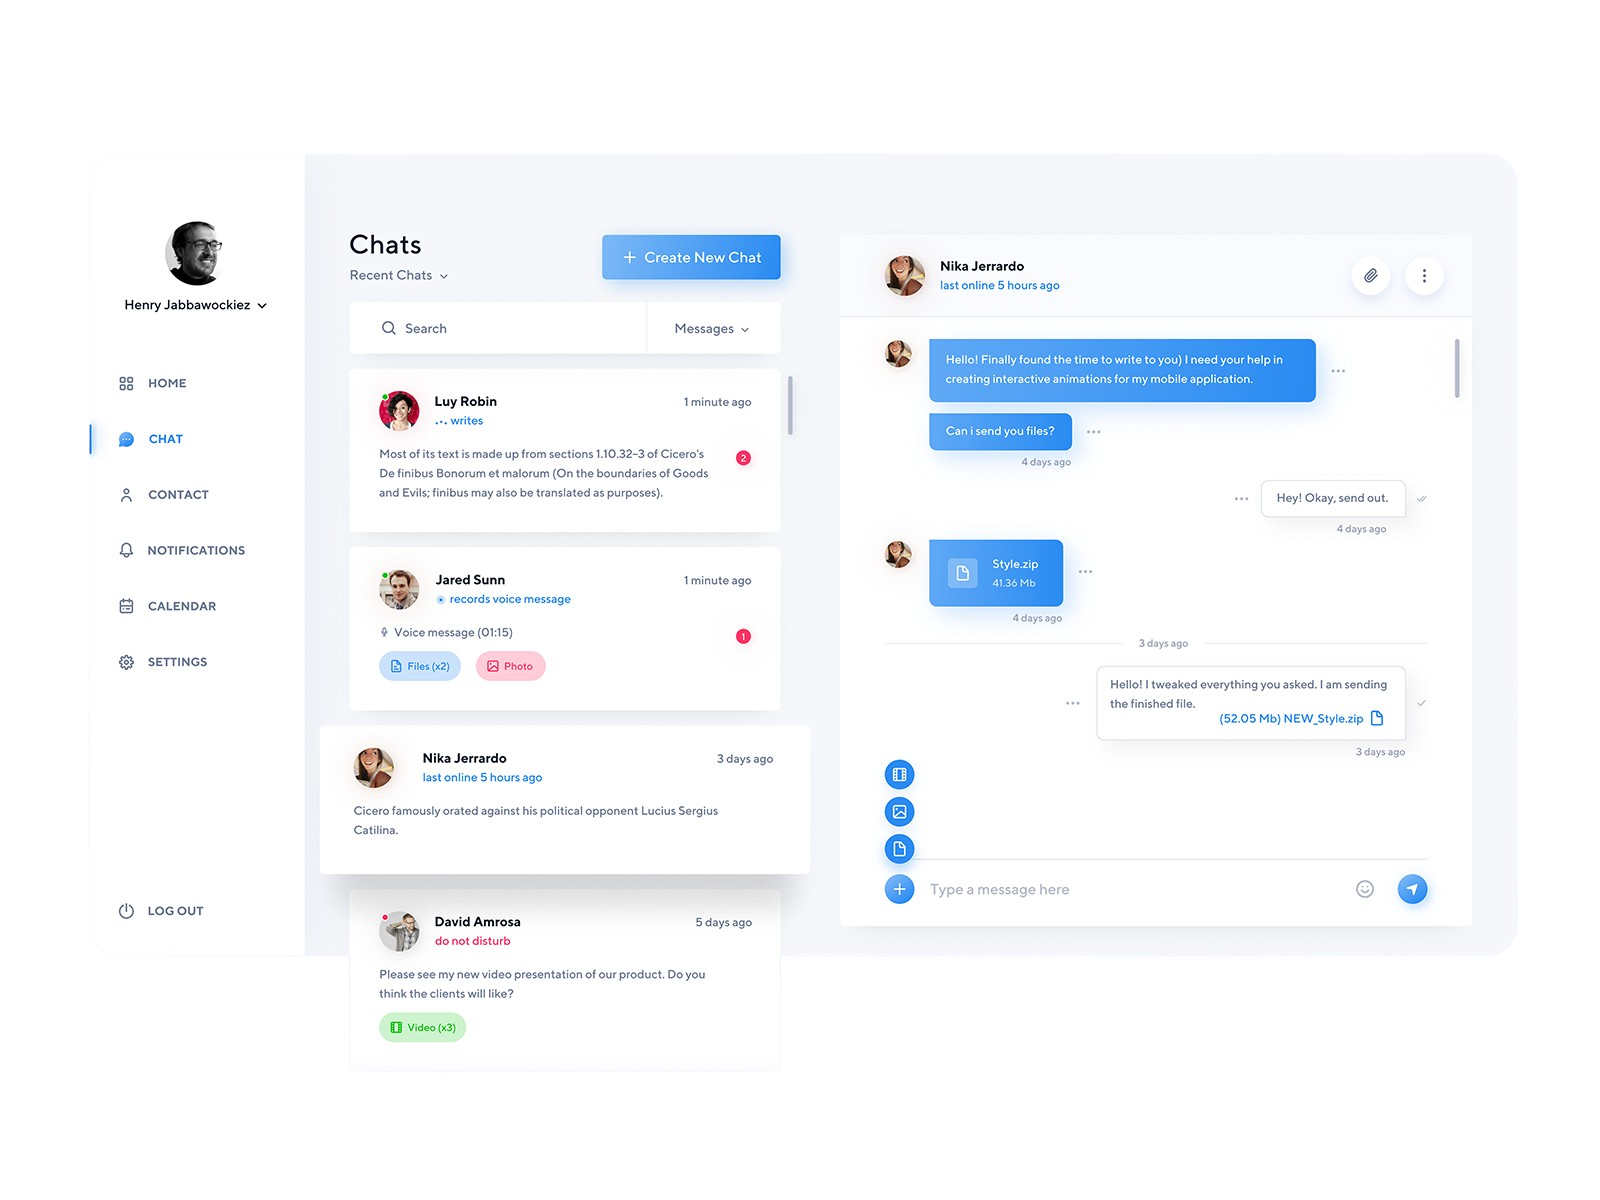 Henry Jabbawockiez
HOME
CHAT
CONTACT
NOTIFICATIONS
CALENDAR
SETTINGS
LOG OUT
Chats
Recent Chats
+ Create New Chat
Search
Messages
Luy Robin
1 minute ago
writes
Most of its text is made up from sections 1.10.32-3 of Cicero's
De finibus Bonorum et malorum (On the boundaries of Goods
and Evils; finibus may also be translated as purposes).
2
Jared Sunn
1 minute ago
records voice message
Voice message (01:15)
1
Files (x2)
Photo
Nika Jerrardo
3 days ago
last online 5 hours ago
Cicero famously orated against his political opponent Lucius Sergius
Catilina.
David Amrosa
5 days ago
do not disturb
Please see my new video presentation of our product. Do you
think the clients will like?
Video (x3)
Nika Jerrardo
last online 5 hours ago
Hello! Finally found the time to write to you) I need your help in
creating interactive animations for my mobile application.
Can i send you files?
4 days ago
Hey! Okay, send out.
4 days ago
Style.zip
41.36 Mb
4 days ago
3 days ago
Hello! I tweaked everything you asked. I am sending
the finished file.
(52.05 Mb) NEW_Style.zip
3 days ago
Type a message here